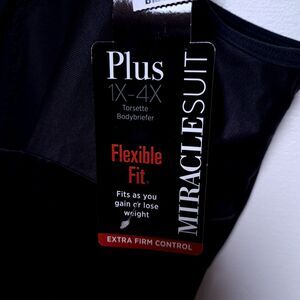 Plus
1X-4X
Torsette
Bodybriefer
Flexible
Fit
Fits as you
gain or lose
weight
MIRACLESUIT
EXTRA FIRM CONTROL